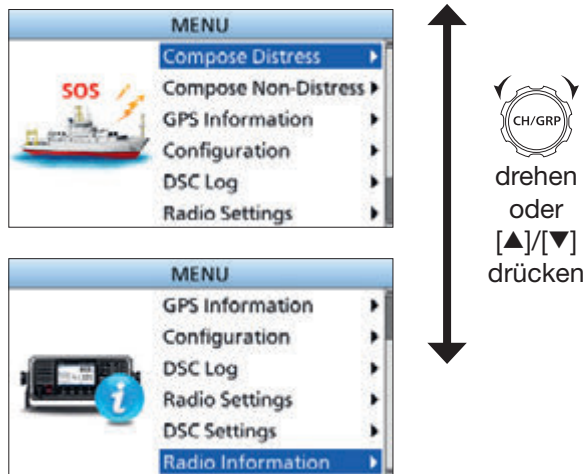 MENU
Compose Distress
SOS
Compose Non-Distress
GPS Information
Configuration
DSC Log
Radio Settings
CH/GRP
drehen
oder
[▲]/[▼]
drücken
MENU
GPS Information
Configuration
DSC Log
Radio Settings
DSC Settings
Radio Information